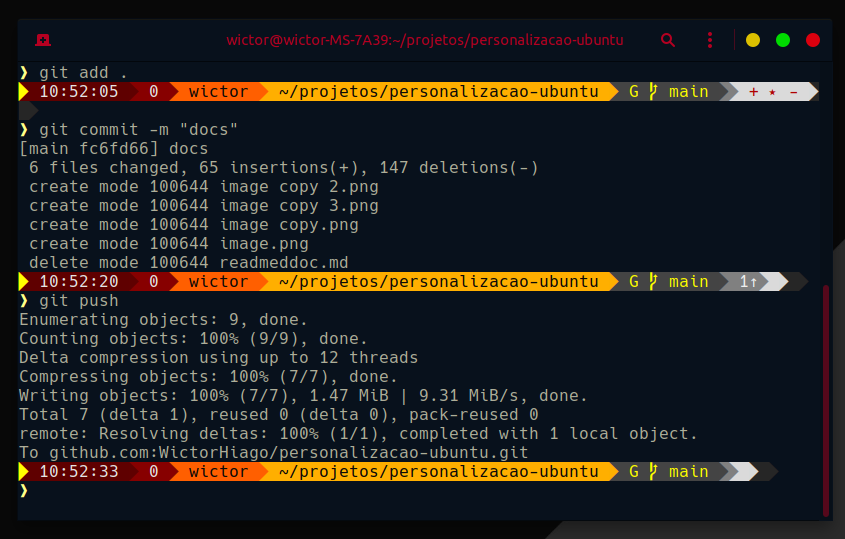 wictor@wictor-MS-7A39:~/projetos/personalizacao-ubuntu
❱ git add .
10:52:05 0 wictor ~/projetos/personalizacao-ubuntu G main + ⋆ -
❱ git commit -m "docs"
[main fc6fd66] docs
6 files changed, 65 insertions(+), 147 deletions(-)
create mode 100644 image copy 2.png
create mode 100644 image copy 3.png
create mode 100644 image copy.png
create mode 100644 image.png
delete mode 100644 readmeddoc.md
10:52:20 0 wictor ~/projetos/personalizacao-ubuntu G main 1↑
❱ git push
Enumerating objects: 9, done.
Counting objects: 100% (9/9), done.
Delta compression using up to 12 threads
Compressing objects: 100% (7/7), done.
Writing objects: 100% (7/7), 1.47 MiB | 9.31 MiB/s, done.
Total 7 (delta 1), reused 0 (delta 0), pack-reused 0
remote: Resolving deltas: 100% (1/1), completed with 1 local object.
To github.com:WictorHiago/personalizacao-ubuntu.git
10:52:33 0 wictor ~/projetos/personalizacao-ubuntu G main
❱